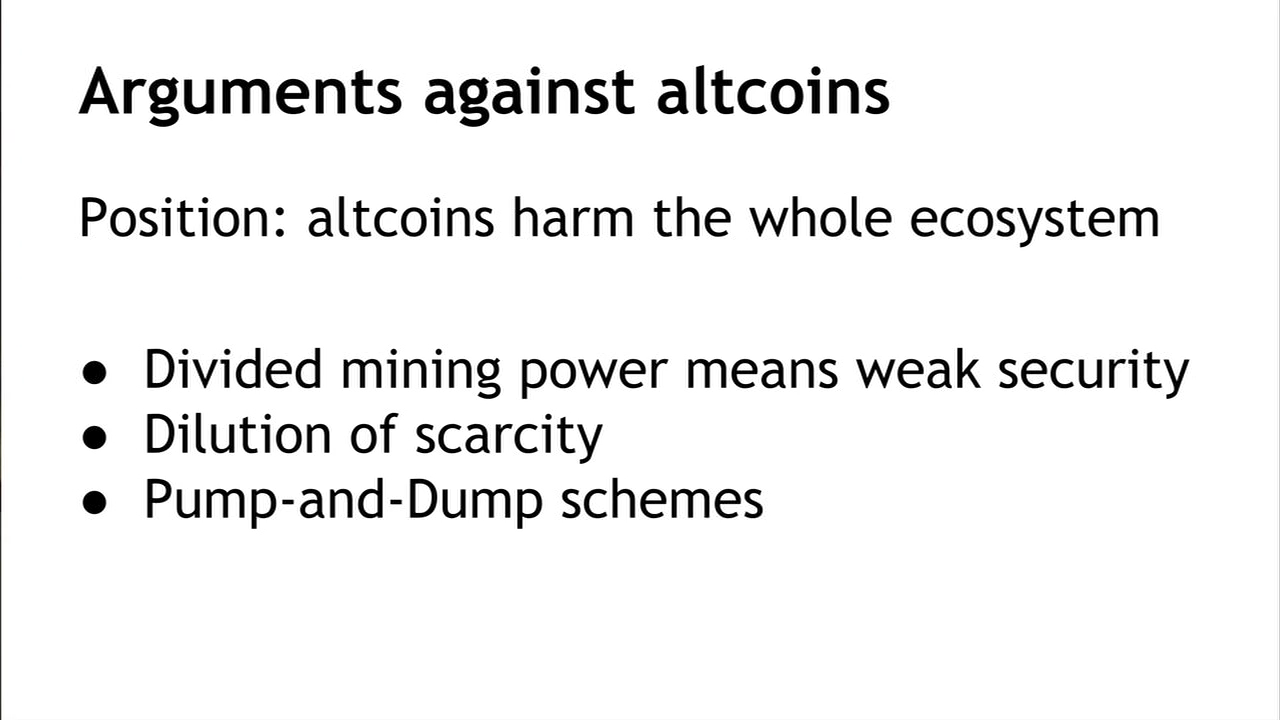 Arguments against altcoins
Position: altcoins harm the whole ecosystem
● Divided mining power means weak security
● Dilution of scarcity
● Pump-and-Dump schemes